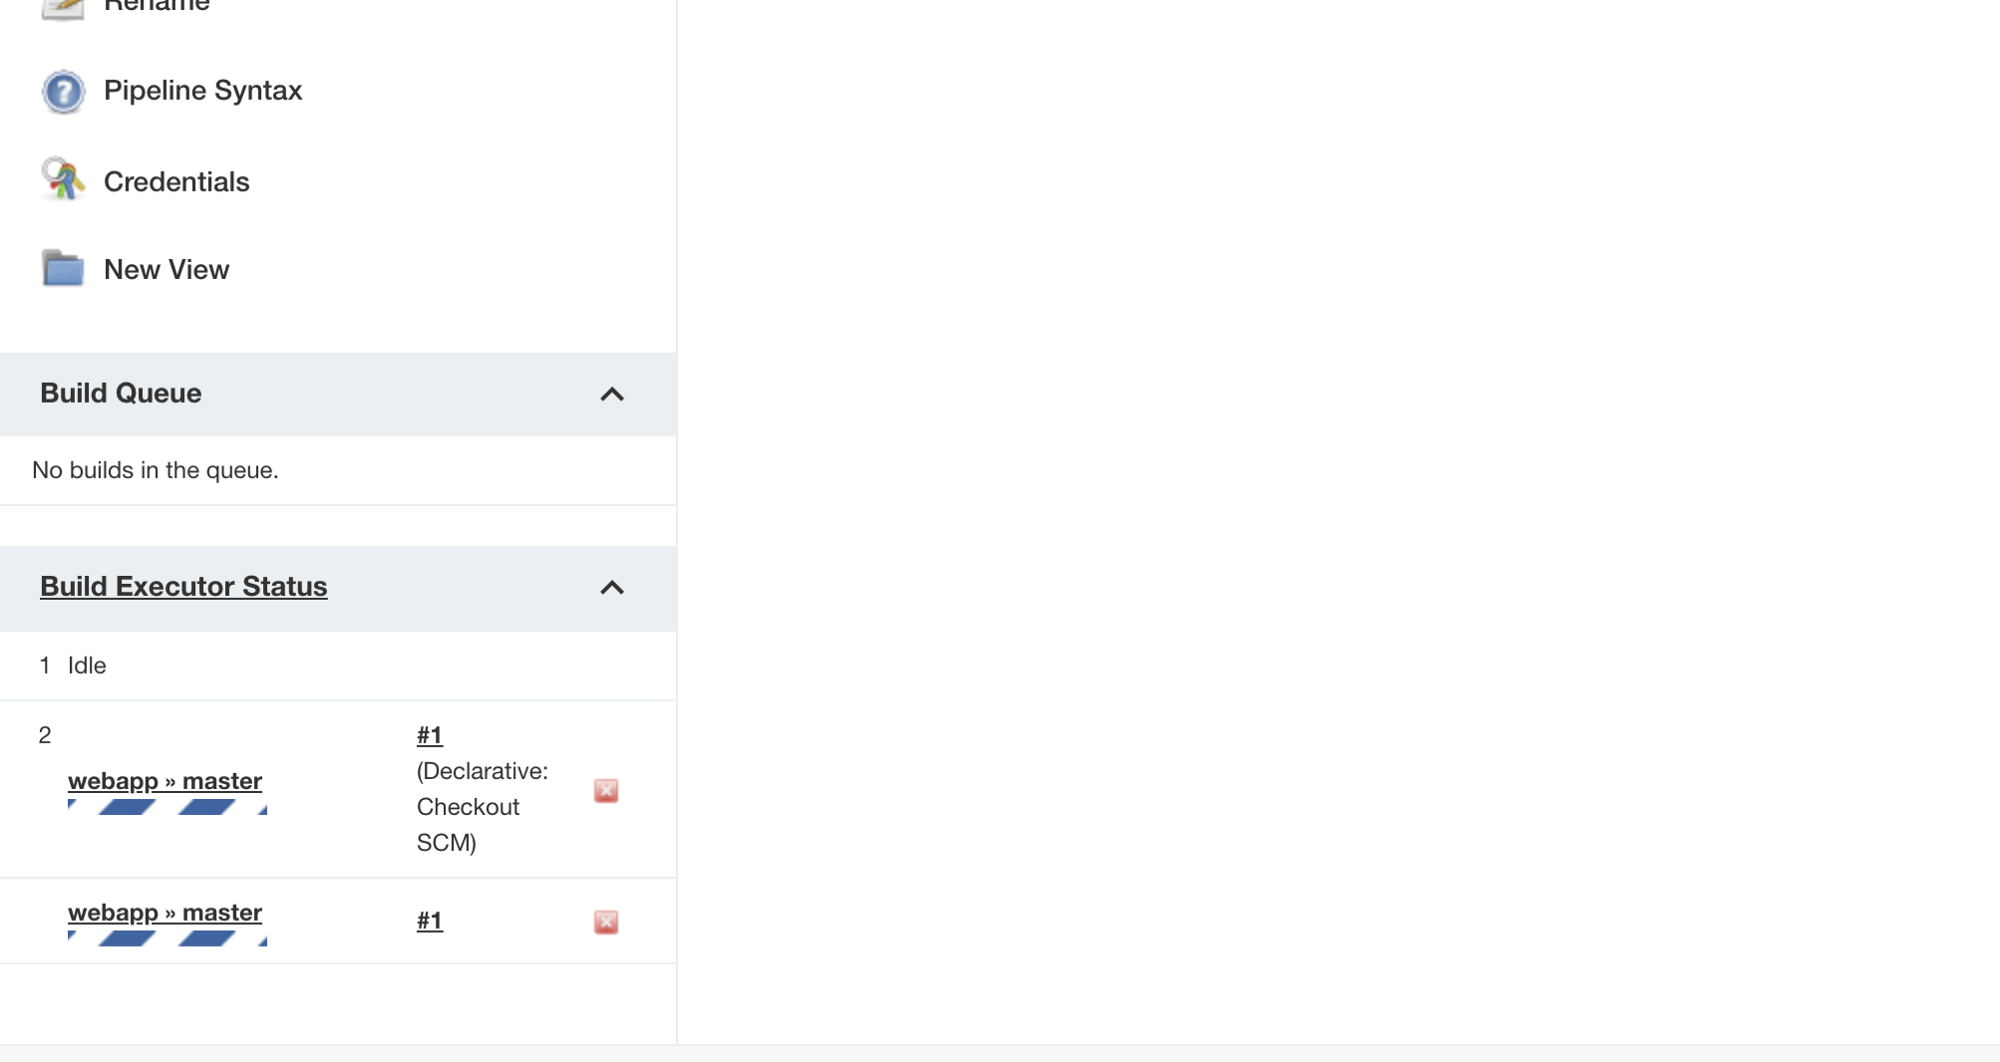 Rename
Pipeline Syntax
Credentials
New View
Build Queue
No builds in the queue.
Build Executor Status
1 Idle
2
webapp » master
#1
(Declarative:
Checkout
SCM)
webapp » master
#1